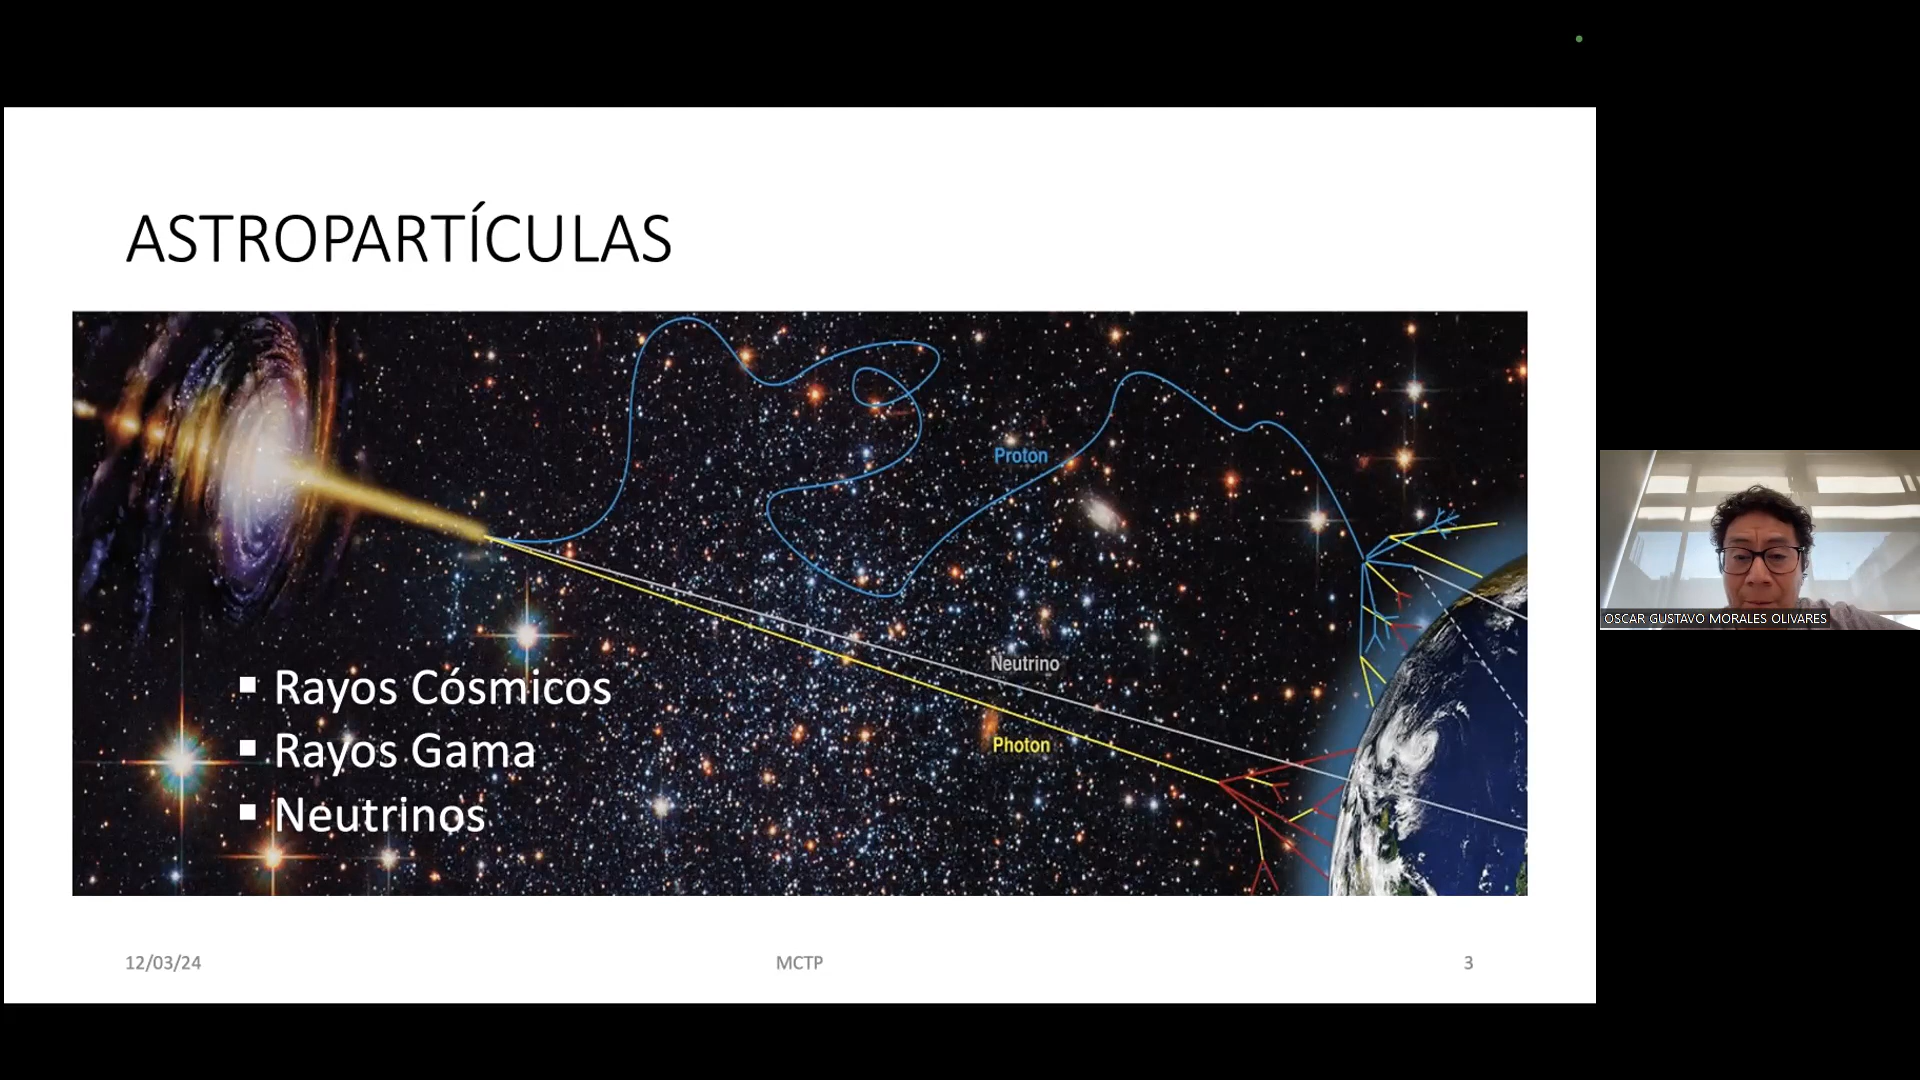 ASTROPARTÍCULAS
Proton
Neutrino
Photon
▪ Rayos Cósmicos
▪ Rayos Gama
▪ Neutrinos
12/03/24
MCTP
3
OSCAR GUSTAVO MORALES OLIVARES